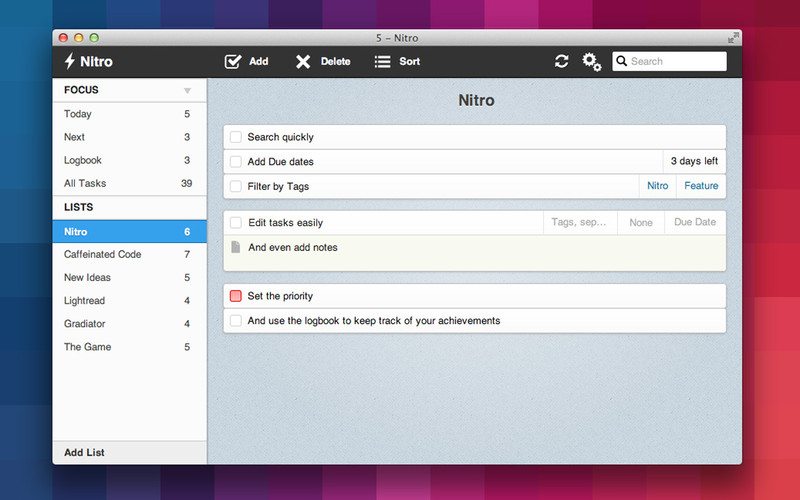 5 – Nitro
Nitro
Add
Delete
Sort
Search
FOCUS
Today 5
Next 3
Logbook 3
All Tasks 39
LISTS
Nitro 6
Caffeinated Code 7
New Ideas 5
Lightread 4
Gradiator 4
The Game 5
Add List
Nitro
Search quickly
Add Due dates 3 days left
Filter by Tags Nitro Feature
Edit tasks easily Tags, sep... None Due Date
And even add notes
Set the priority
And use the logbook to keep track of your achievements